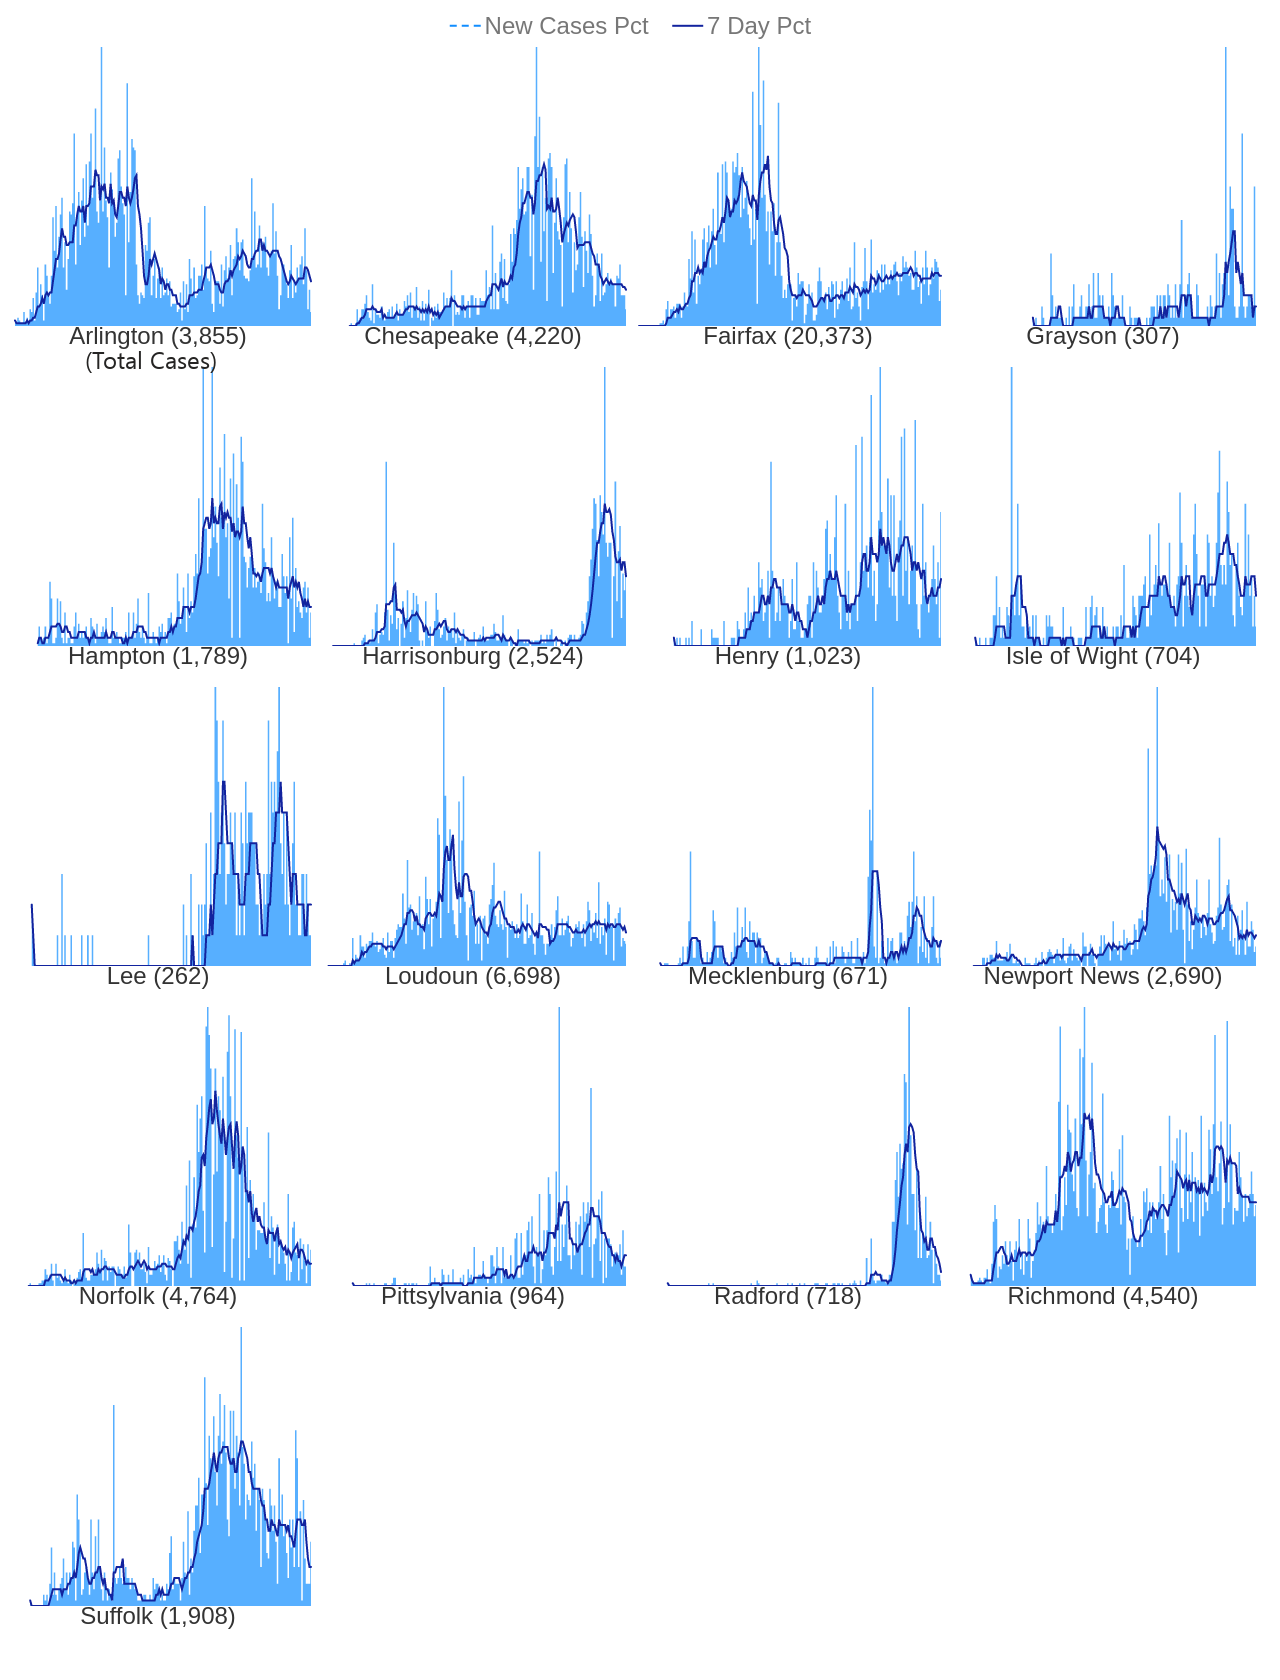 New Cases Pct 7 Day Pct
Arlington (3,855) Chesapeake (4,220) Fairfax (20,373) Grayson (307)
(Total Cases)
Hampton (1,789) Harrisonburg (2,524) Henry (1,023) Isle of Wight (704)
Lee (262) Loudoun (6,698) Mecklenburg (671) Newport News (2,690)
Norfolk (4,764) Pittsylvania (964) Radford (718) Richmond (4,540)
Suffolk (1,908)